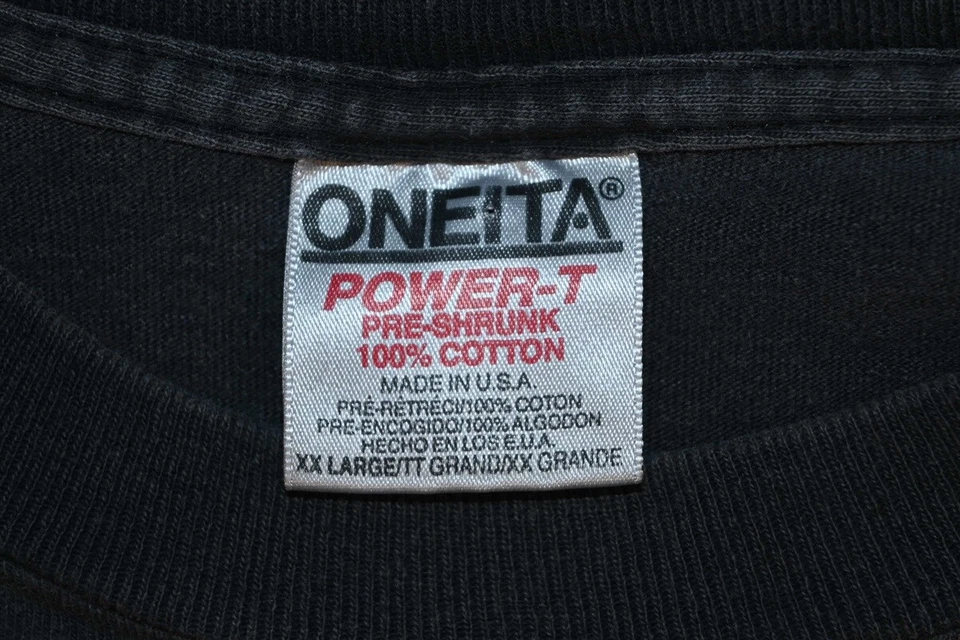 ONEITA®
POWER-T
PRE-SHRUNK
100% COTTON
MADE IN U.S.A.
PRÉ-RÉTRÉCI/100% COTON
PRE-ENCOGIDO/100% ALGODON
HECHO EN LOS E.U.A.
XX LARGE/TT GRAND/XX GRANDE